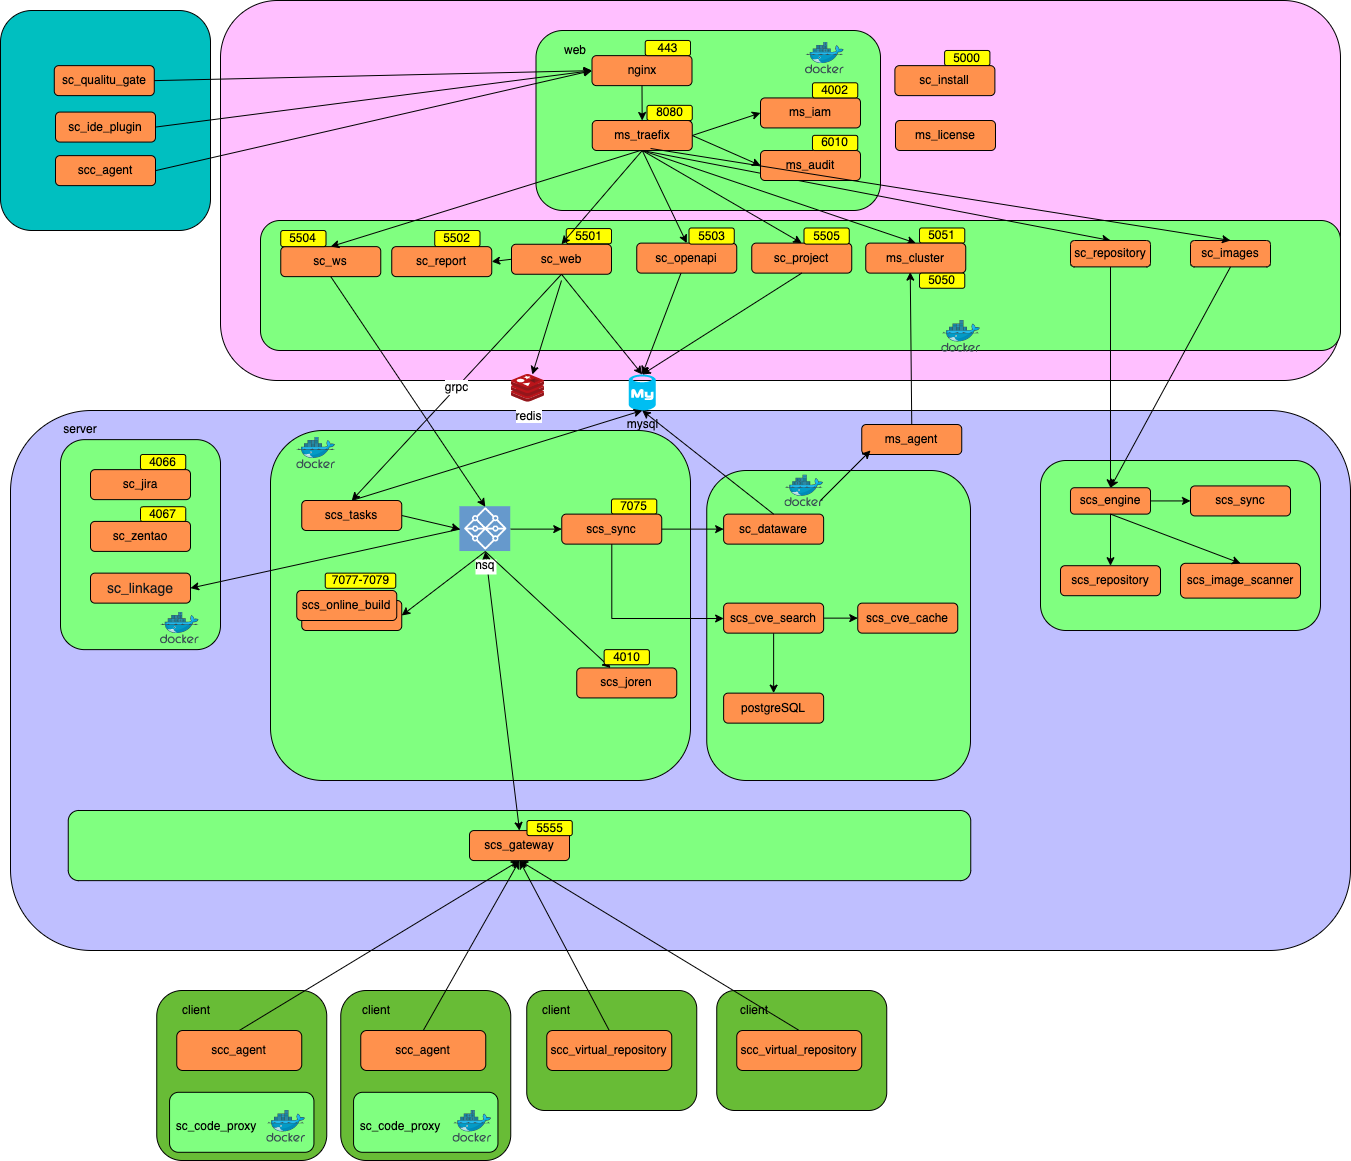 sc_qualitu_gate
sc_ide_plugin
scc_agent
web
443
nginx
8080
ms_traefix
docker
4002
ms_iam
6010
ms_audit
5000
sc_install
ms_license
5504
sc_ws
5502
sc_report
5501
sc_web
5503
sc_openapi
5505
sc_project
5051
ms_cluster
5050
sc_repository
sc_images
docker
grpc
redis
My
mysql
ms_agent
server
4066
sc_jira
4067
sc_zentao
sc_linkage
docker
docker
scs_tasks
nsq
7075
scs_sync
7077-7079
scs_online_build
4010
scs_joren
docker
sc_dataware
scs_cve_search
scs_cve_cache
postgreSQL
scs_engine
scs_sync
scs_repository
scs_image_scanner
5555
scs_gateway
client
scc_agent
sc_code_proxy
docker
client
scc_agent
sc_code_proxy
docker
client
scc_virtual_repository
client
scc_virtual_repository